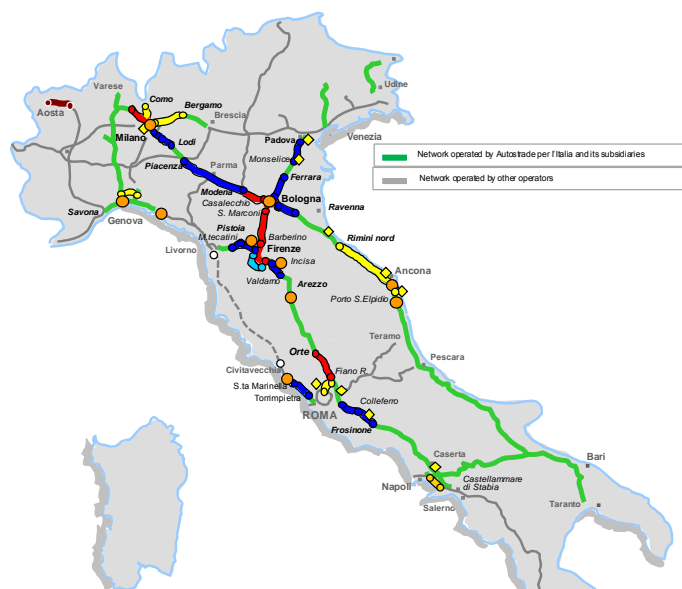 Udine
Varese
Como
Bergamo
Aosta
Brescia
Venezia
Milano
Padova
Lodi
Monselice
Network operated by Autostrade per l'Italia and its subsidiaries
Piacenza
Parma
Ferrara
Network operated by other operators
Modena
Bologna
Casalecchio
Ravenna
S. Marconi
Savona
Genova
Pistoia
M.tecatini
Barberino
Rimini nord
Livorno
Firenze
Incisa
Ancona
Valdarno
Arezzo
Porto S.Elpidio
Teramo
Orte
Pescara
Civitavecchia
Fiano R.
S.ta Marinella
Torrimpietra
Colleferro
ROMA
Frosinone
Caserta
Bari
Napoli
Castellammare
di Stabia
Salerno
Taranto